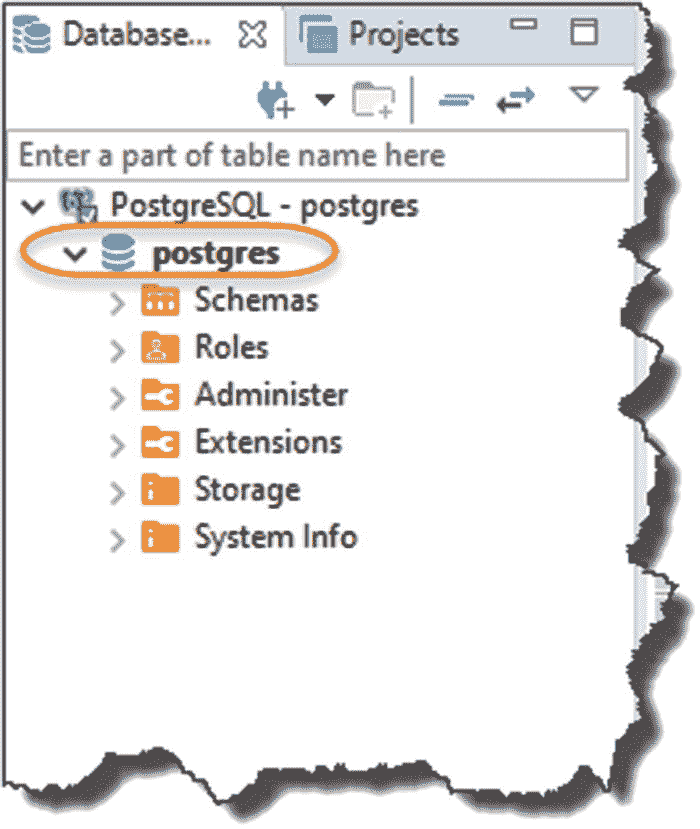 Database... Projects
Enter a part of table name here
PostgreSQL - postgres
postgres
Schemas
Roles
Administer
Extensions
Storage
System Info